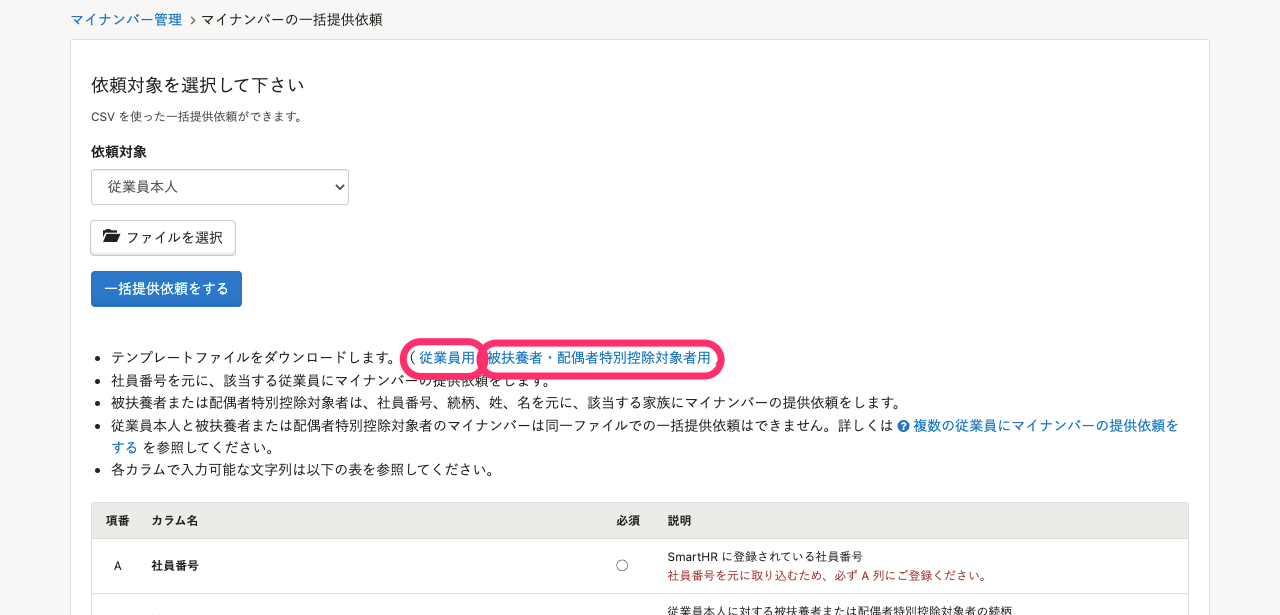 マイナンバー管理 > マイナンバーの一括提供依頼
依頼対象を選択して下さい
CSV を使った一括提供依頼ができます。
依頼対象
従業員本人
ファイルを選択
一括提供依頼をする
• テンプレートファイルをダウンロードします。（従業員用 被扶養者・配偶者特別控除対象者用
• 社員番号を元に、該当する従業員にマイナンバーの提供依頼をします。
• 被扶養者または配偶者特別控除対象者は、社員番号、続柄、姓、名を元に、該当する家族にマイナンバーの提供依頼をします。
• 従業員本人と被扶養者または配偶者特別控除対象者のマイナンバーは同一ファイルでの一括提供依頼はできません。詳しくは ? 複数の従業員にマイナンバーの提供依頼を
する を参照してください。
• 各カラムで入力可能な文字列は以下の表を参照してください。
項番 カラム名 必須 説明
A 社員番号 ○ SmartHR に登録されている社員番号
社員番号を元に取り込むため、必ず A 列にご登録ください。
従業員本人に対する被扶養者または配偶者特別控除対象者の続柄